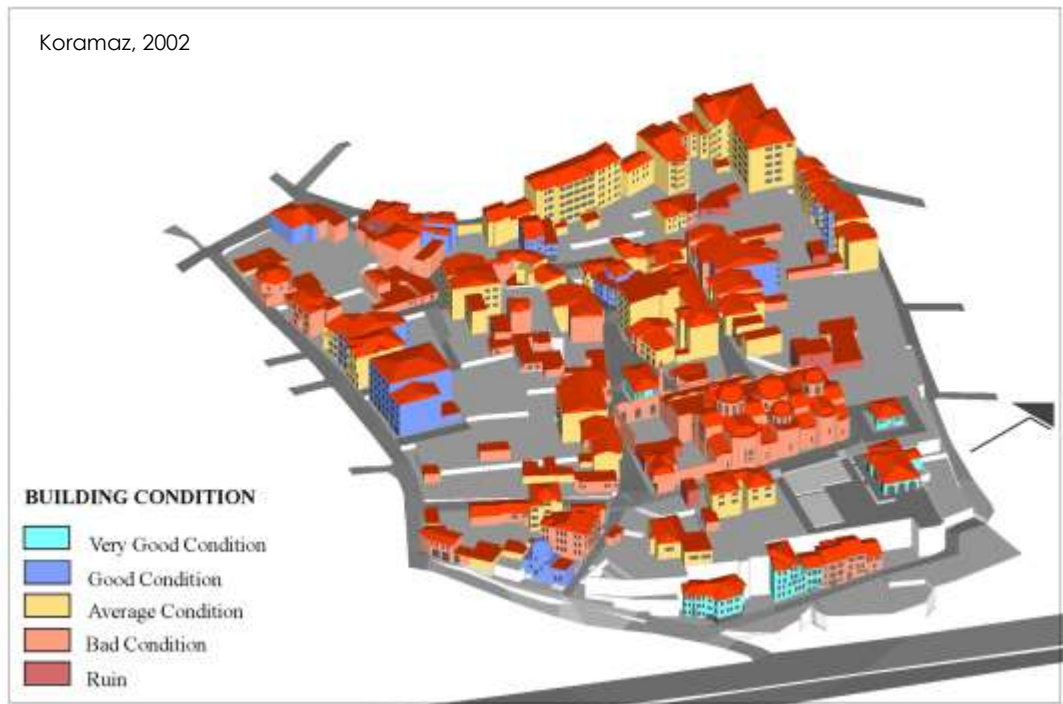 Koramaz, 2002
BUILDING CONDITION
Very Good Condition
Good Condition
Average Condition
Bad Condition
Ruin